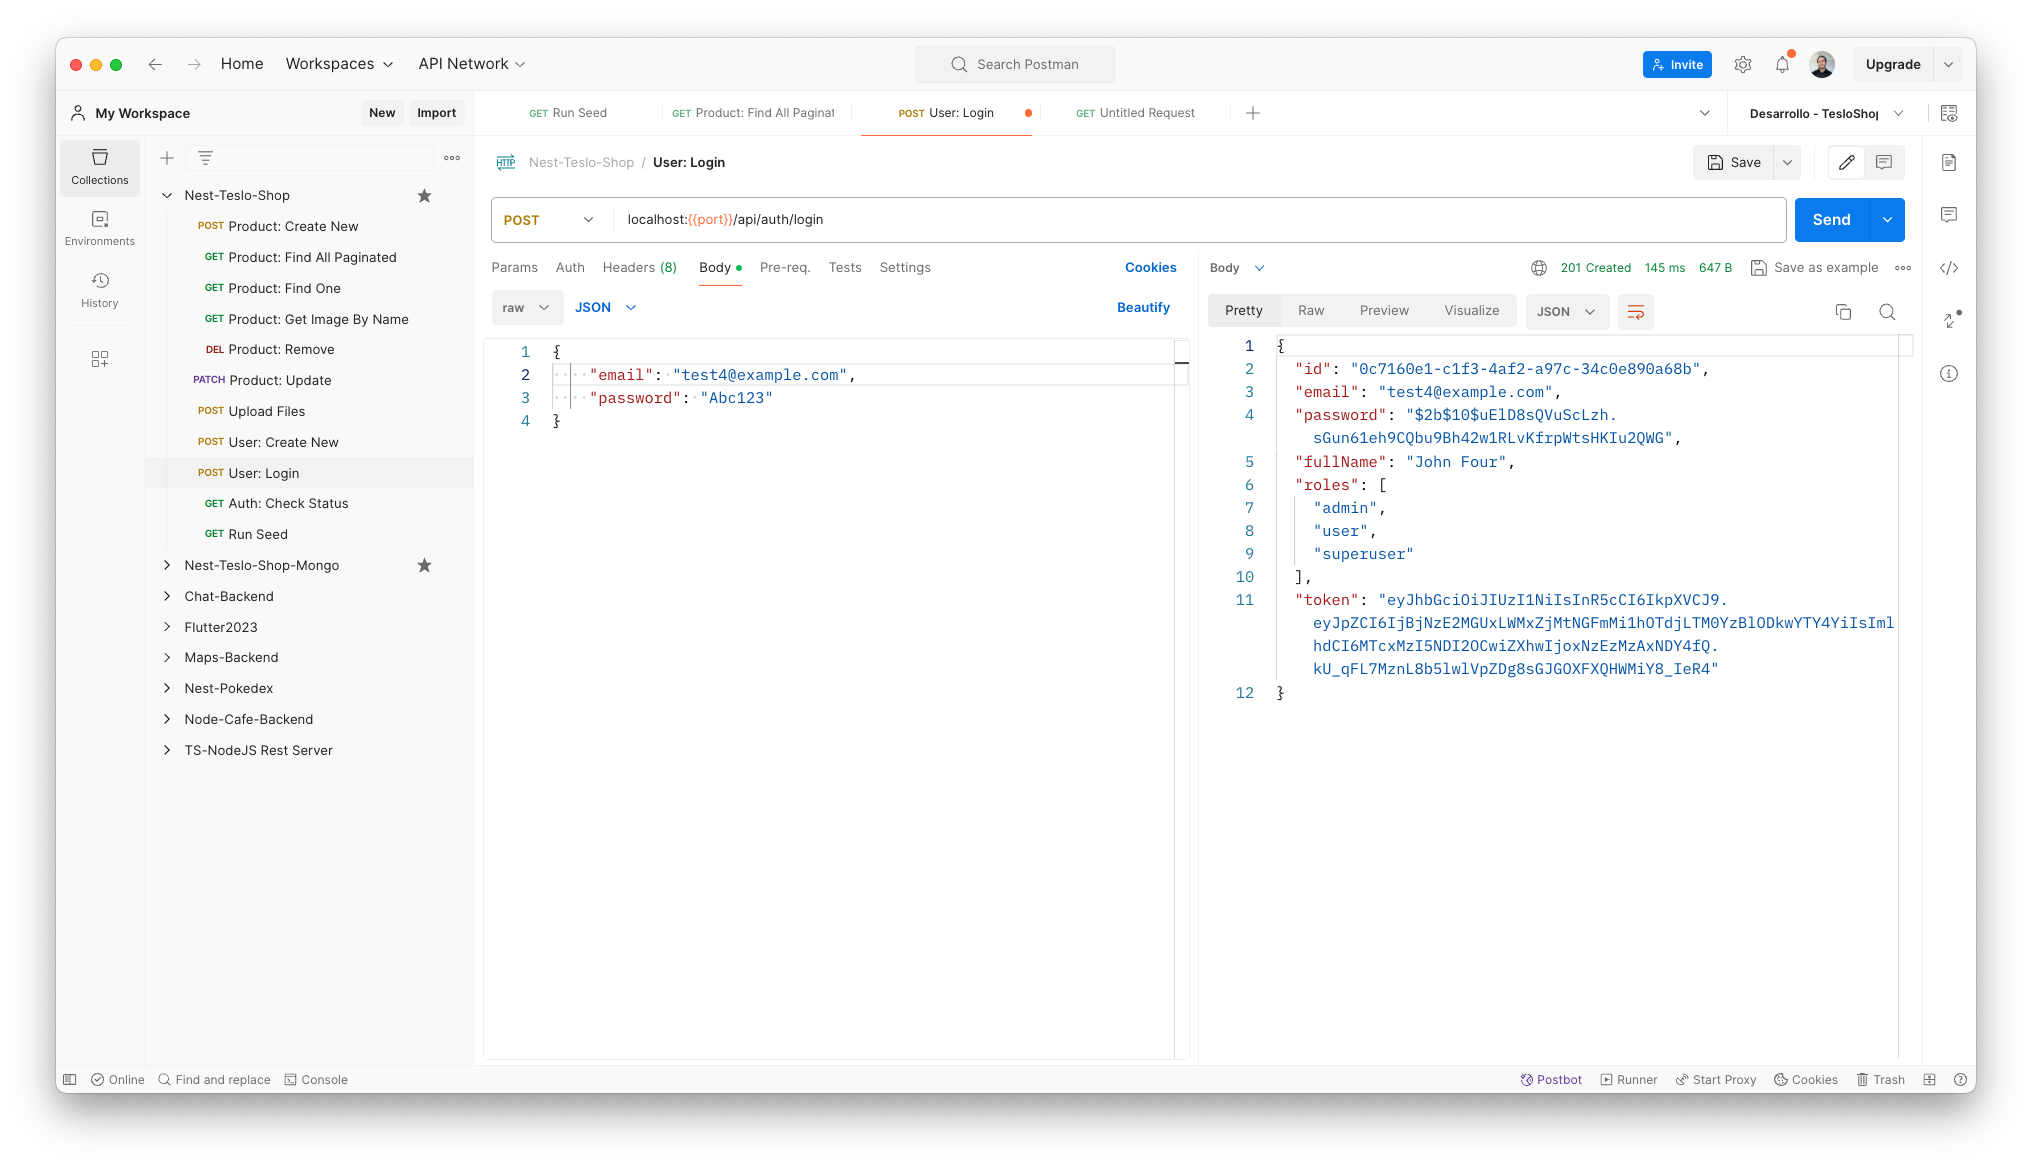 Home Workspaces API Network Search Postman Invite Upgrade
My Workspace New Import GET Run Seed GET Product: Find All Paginat POST User: Login GET Untitled Request Desarrollo - TesloShop
Collections
Environments
History
Nest-Teslo-Shop
POST Product: Create New
GET Product: Find All Paginated
GET Product: Find One
GET Product: Get Image By Name
DEL Product: Remove
PATCH Product: Update
POST Upload Files
POST User: Create New
POST User: Login
GET Auth: Check Status
GET Run Seed
Nest-Teslo-Shop-Mongo
Chat-Backend
Flutter2023
Maps-Backend
Nest-Pokedex
Node-Cafe-Backend
TS-NodeJS Rest Server
HTTP Nest-Teslo-Shop / User: Login Save
POST localhost:{{port}}/api/auth/login Send
Params Auth Headers (8) Body Pre-req. Tests Settings Cookies
raw JSON Beautify
1 {
2 "email": "test4@example.com",
3 "password": "Abc123"
4 }
Body 201 Created 145 ms 647 B Save as example
Pretty Raw Preview Visualize JSON
1 {
2 "id": "0c7160e1-c1f3-4af2-a97c-34c0e890a68b",
3 "email": "test4@example.com",
4 "password": "$2b$10$uElD8sQVuScLzh.
sGun61eh9CQbu9Bh42w1RLvKfrpWtsHKIu2QWG",
5 "fullName": "John Four",
6 "roles": [
7 "admin",
8 "user",
9 "superuser"
10 ],
11 "token": "eyJhbGciOiJIUzI1NiIsInR5cCI6IkpXVCJ9.
eyJpZCI6IjBjNzE2MGUxLWMxZjMtNGFmMi1hOTdjLTM0YzBlODkwYTY4YiIsIml
hdCI6MTcxMzI5NDI2OCwiZXhwIjoxNzEzMzAxNDY4fQ.
kU_qFL7MznL8b5lwlVpZDg8sGJGOXFXQHWMiY8_IeR4"
12 }
Online Find and replace Console Postbot Runner Start Proxy Cookies Trash